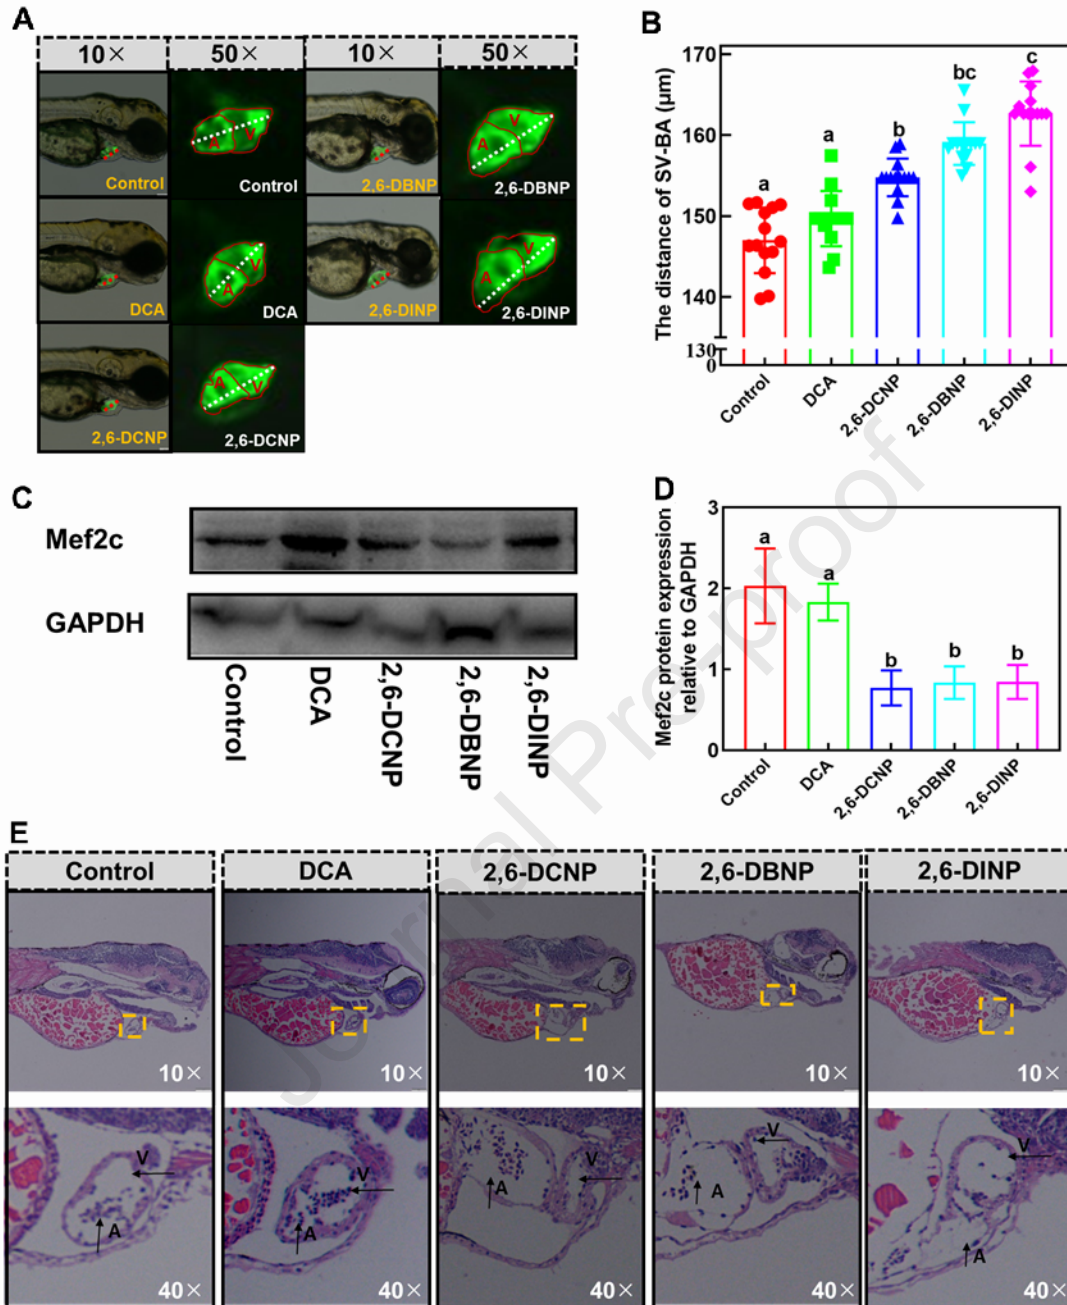 A
10× 50× 10× 50×
A V A V
Control Control 2,6-DBNP 2,6-DBNP
A V A V
DCA DCA 2,6-DINP 2,6-DINP
A V
2,6-DCNP 2,6-DCNP
B
The distance of SV-BA (μm)
170
160
150
140
130
0
a a b bc c
Control DCA 2,6-DCNP 2,6-DBNP 2,6-DINP
C
Mef2c
GAPDH
Control DCA 2,6-DCNP 2,6-DBNP 2,6-DINP
D
Mef2c protein expression
relative to GAPDH
3
2
1
0
a a b b b
Control DCA 2,6-DCNP 2,6-DBNP 2,6-DINP
E
Control DCA 2,6-DCNP 2,6-DBNP 2,6-DINP
10× 10× 10× 10× 10×
V V V V V
A A A A A
40× 40× 40× 40× 40×
Journal Pre-proof